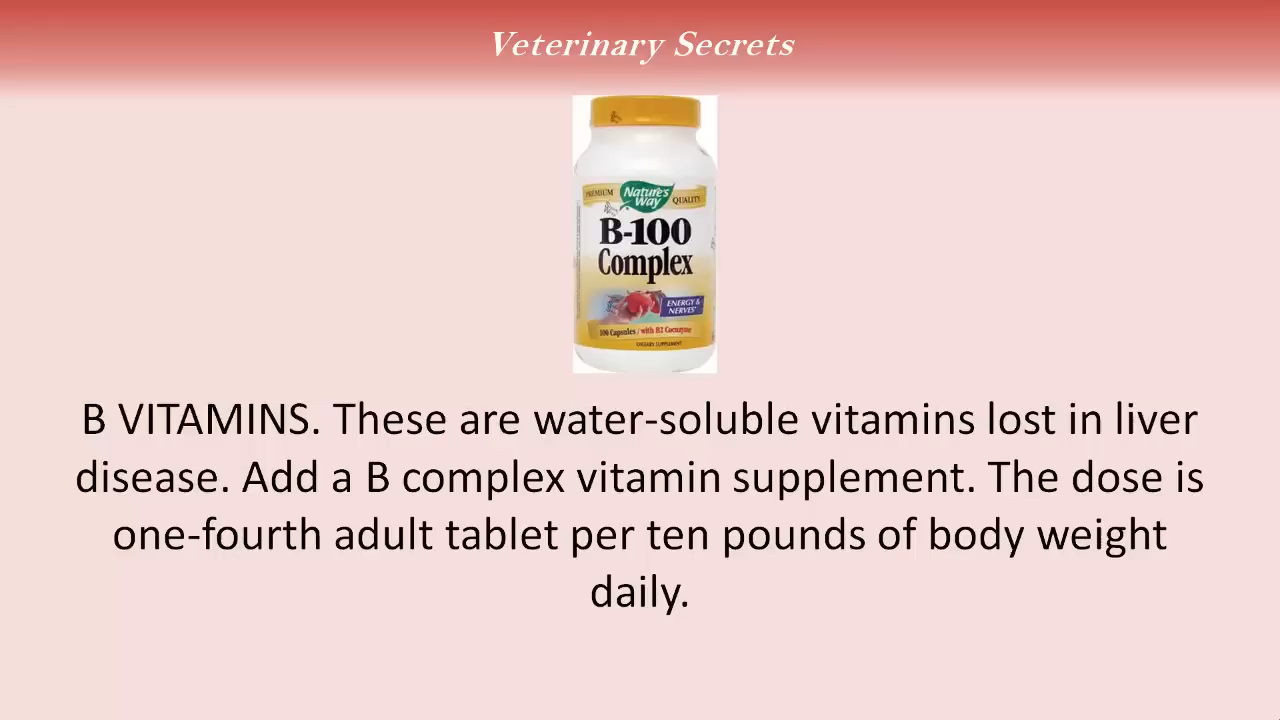 Veterinary Secrets
PREMIUM
Nature's
Way
QUALITY
B-100
Complex
ENERGY &
NERVES*
100 Capsules / with B2 Coenzyme
DIETARY SUPPLEMENT
B VITAMINS. These are water-soluble vitamins lost in liver
disease. Add a B complex vitamin supplement. The dose is
one-fourth adult tablet per ten pounds of body weight
daily.